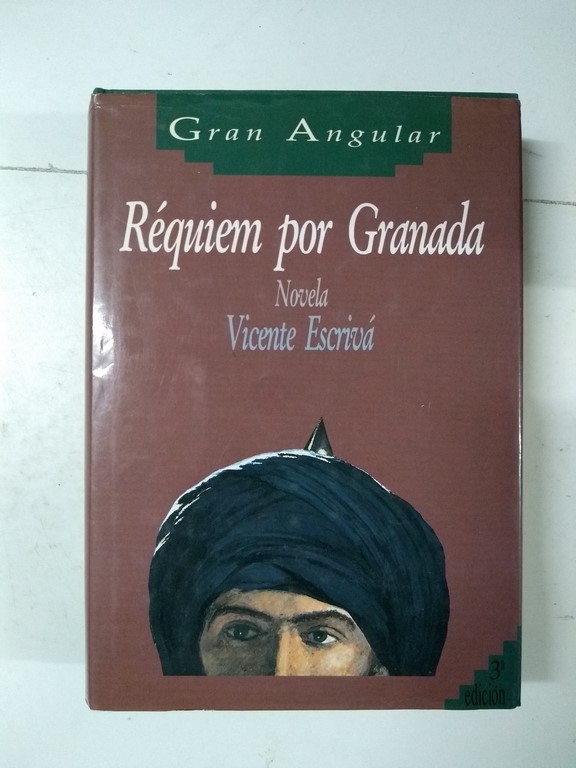 Gran Angular
Réquiem por Granada
Novela
Vicente Escrivá
3ª
edición